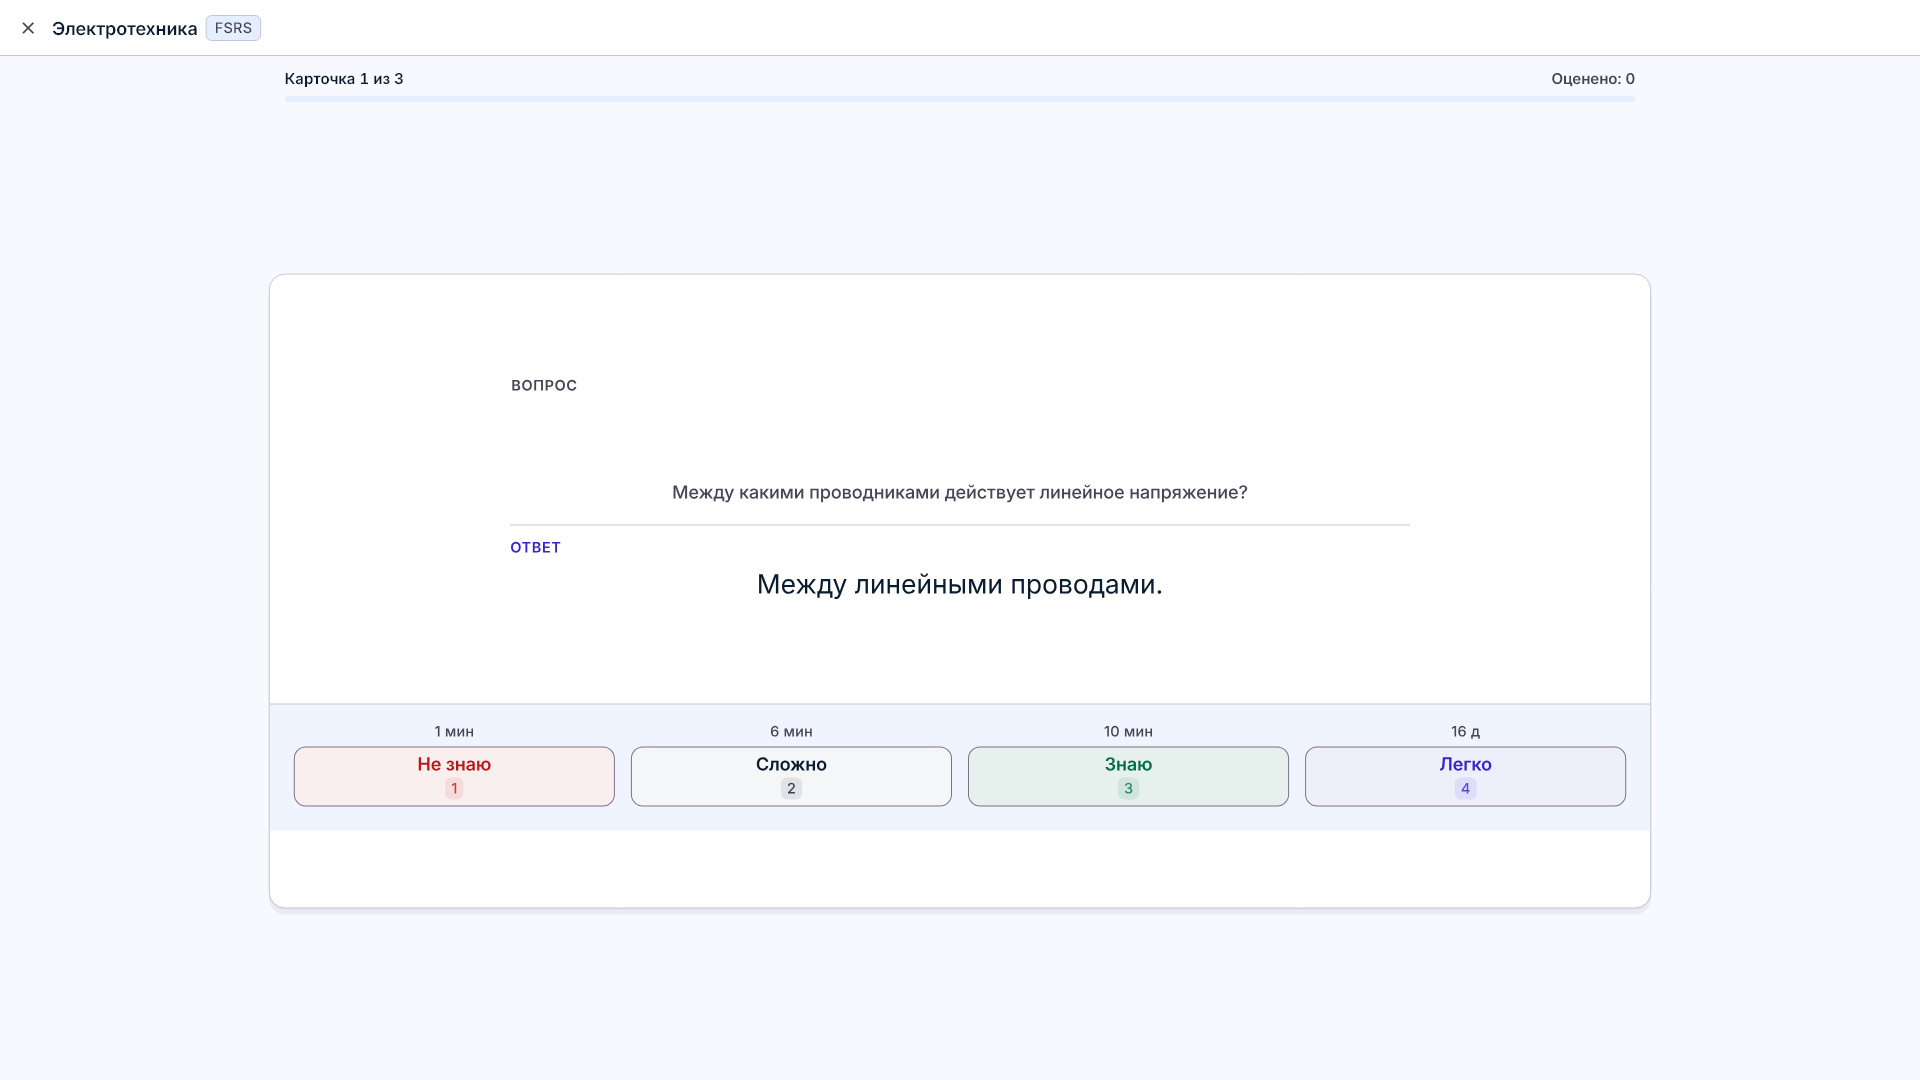 Электротехника FSRS
Карточка 1 из 3
Оценено: 0
ВОПРОС
Между какими проводниками действует линейное напряжение?
ОТВЕТ
Между линейными проводами.
1 мин
Не знаю
1
6 мин
Сложно
2
10 мин
Знаю
3
16 д
Легко
4